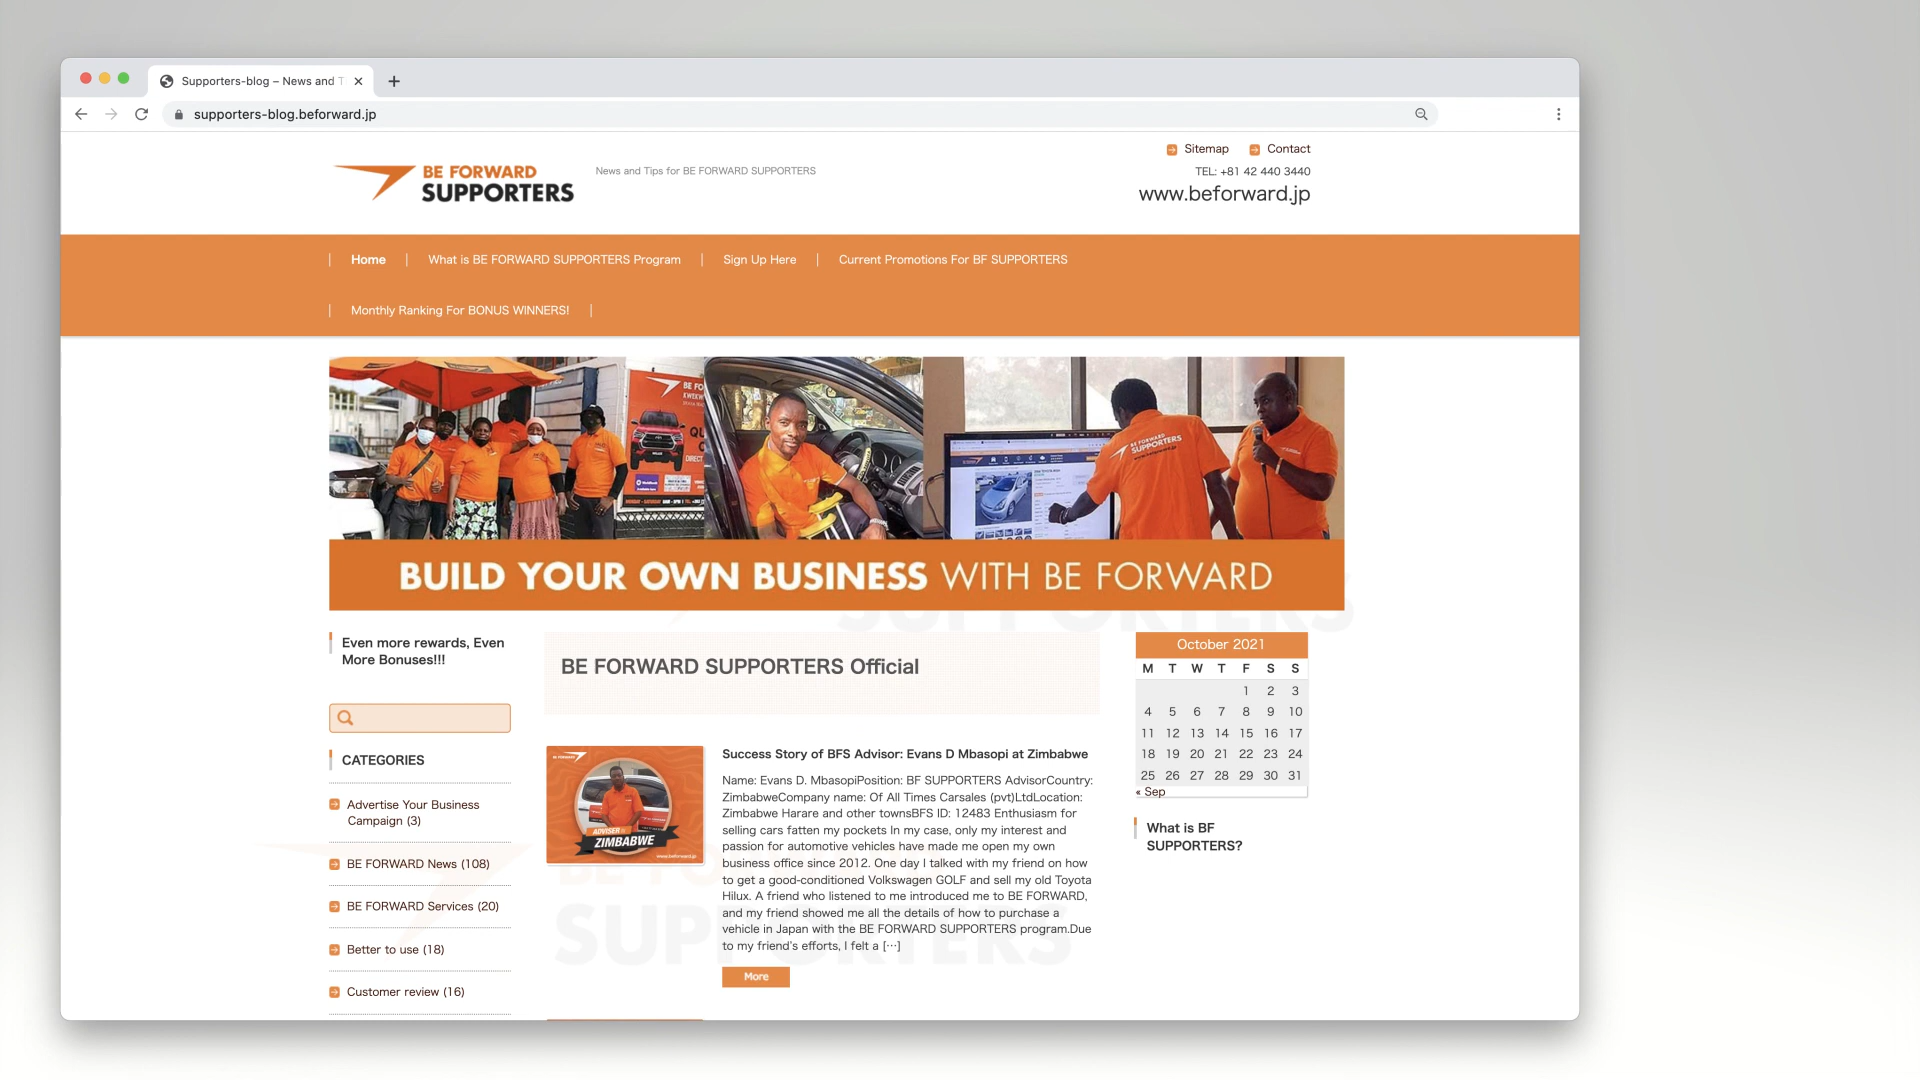 Supporters-blog – News and T
supporters-blog.beforward.jp
Sitemap
Contact
BE FORWARD
SUPPORTERS
News and Tips for BE FORWARD SUPPORTERS
TEL: +81 42 440 3440
www.beforward.jp
Home
What is BE FORWARD SUPPORTERS Program
Sign Up Here
Current Promotions For BF SUPPORTERS
Monthly Ranking For BONUS WINNERS!
BE FORWARD
SUPPORTERS
BUILD YOUR OWN BUSINESS WITH BE FORWARD
Even more rewards, Even
More Bonuses!!!
CATEGORIES
Advertise Your Business
Campaign (3)
BE FORWARD News (108)
BE FORWARD Services (20)
Better to use (18)
Customer review (16)
BE FORWARD SUPPORTERS Official
ADVISER in
ZIMBABWE
www.beforward.jp
Success Story of BFS Advisor: Evans D Mbasopi at Zimbabwe
Name: Evans D. MbasopiPosition: BF SUPPORTERS AdvisorCountry:
ZimbabweCompany name: Of All Times Carsales (pvt)LtdLocation:
Zimbabwe Harare and other townsBFS ID: 12483 Enthusiasm for
selling cars fatten my pockets In my case, only my interest and
passion for automotive vehicles have made me open my own
business office since 2012. One day I talked with my friend on how
to get a good-conditioned Volkswagen GOLF and sell my old Toyota
Hilux. A friend who listened to me introduced me to BE FORWARD,
and my friend showed me all the details of how to purchase a
vehicle in Japan with the BE FORWARD SUPPORTERS program.Due
to my friend's efforts, I felt a […]
More
October 2021
M T W T F S S
1 2 3
4 5 6 7 8 9 10
11 12 13 14 15 16 17
18 19 20 21 22 23 24
25 26 27 28 29 30 31
« Sep
What is BF
SUPPORTERS?
SUPPORTERS